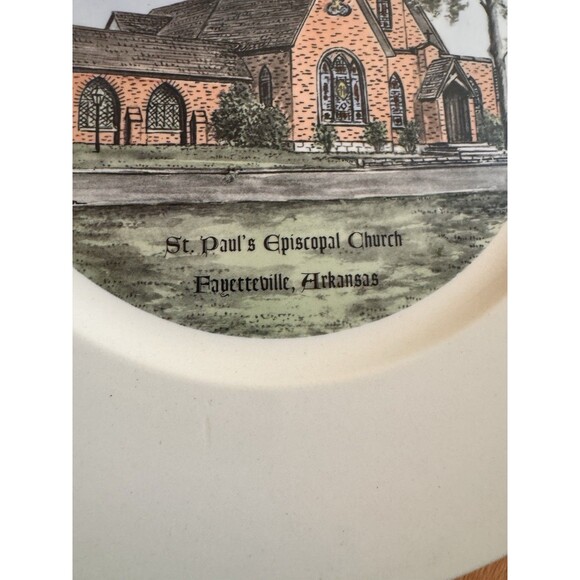 St. Paul's Episcopal Church
Fayetteville, Arkansas